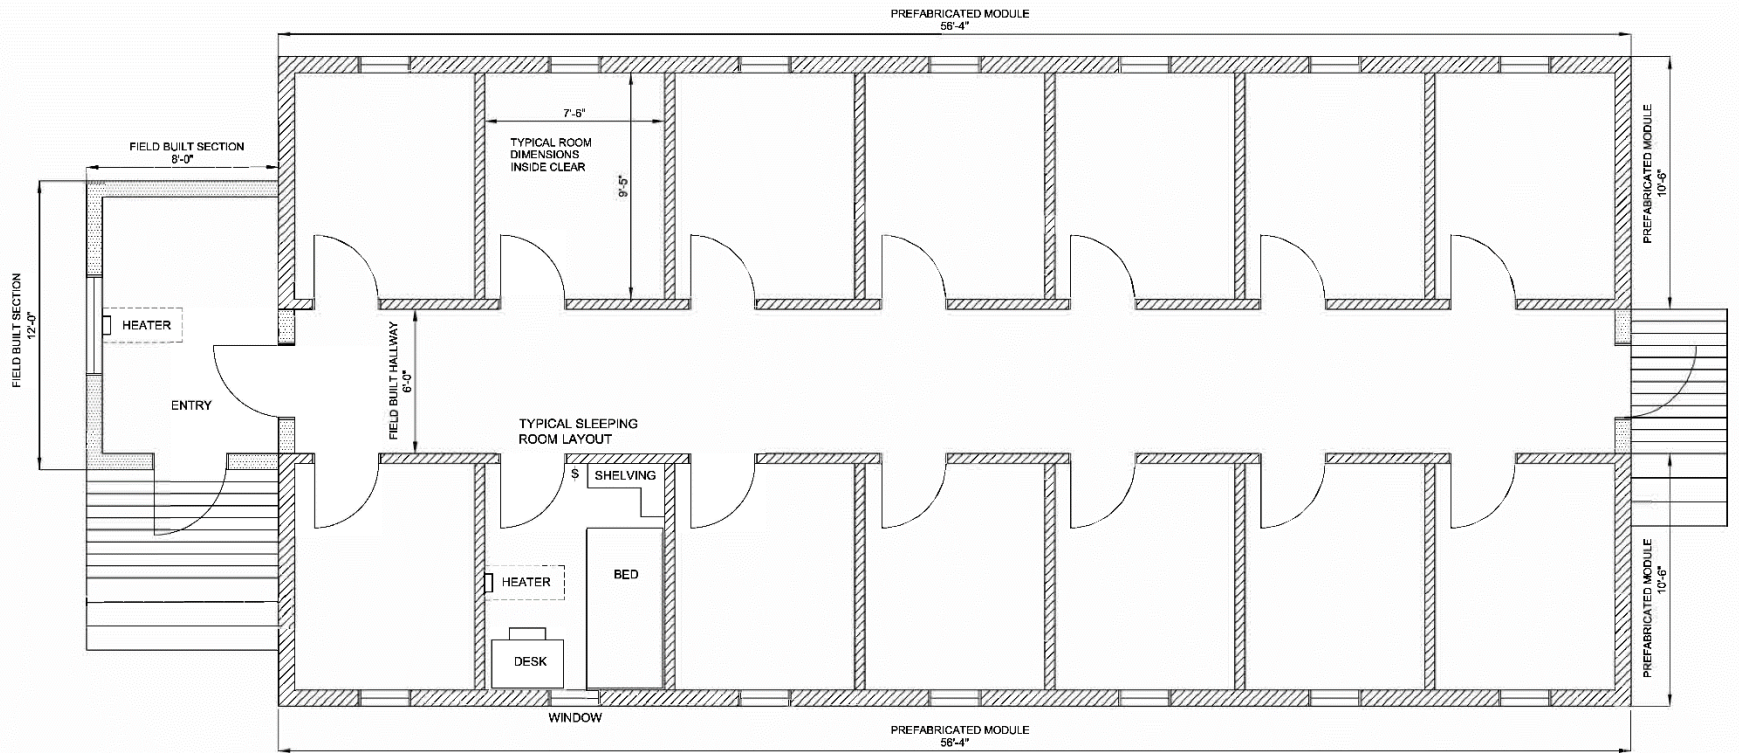 PREFABRICATED MODULE
56'-4"
FIELD BUILT SECTION
8'-0"
7'-6"
TYPICAL ROOM
DIMENSIONS
INSIDE CLEAR
9'-5"
PREFABRICATED MODULE
10'-6"
FIELD BUILT SECTION
12'-0"
HEATER
ENTRY
FIELD BUILT HALLWAY
6'-0"
TYPICAL SLEEPING
ROOM LAYOUT
S
SHELVING
HEATER
BED
DESK
WINDOW
PREFABRICATED MODULE
10'-6"
PREFABRICATED MODULE
56'-4"